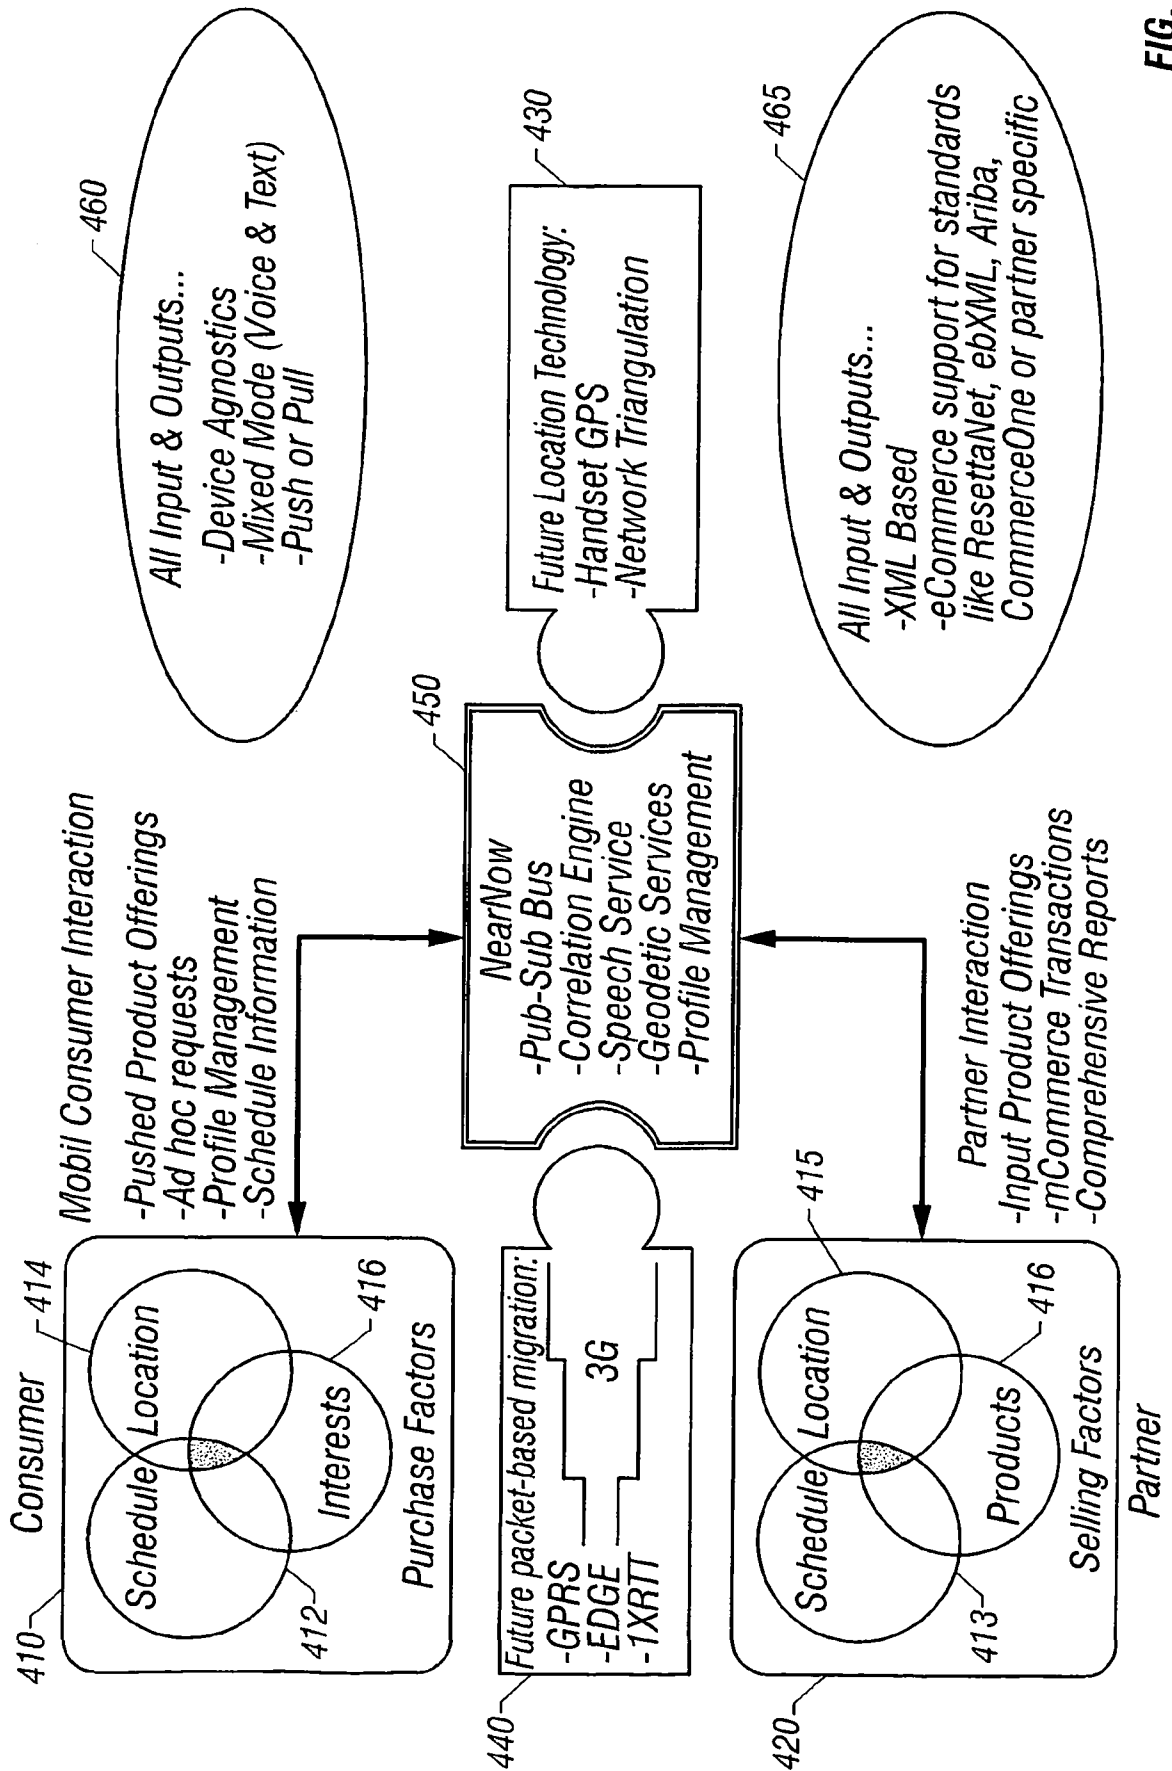 Consumer
410
Schedule
Location
Interests
412
414
416
Purchase Factors
Mobil Consumer Interaction
-Pushed Product Offerings
-Ad hoc requests
-Profile Management
-Schedule Information
460
All Input & Outputs...
-Device Agnostics
-Mixed Mode (Voice & Text)
-Push or Pull
440
Future packet-based migration:
-GPRS
-EDGE
-1XRTT
3G
450
NearNow
-Pub-Sub Bus
-Correlation Engine
-Speech Service
-Geodetic Services
-Profile Management
430
Future Location Technology:
-Handset GPS
-Network Triangulation
420
Schedule
Location
Products
413
415
416
Selling Factors
Partner
Partner Interaction
-Input Product Offerings
-mCommerce Transactions
-Comprehensive Reports
465
All Input & Outputs...
-XML Based
-eCommerce support for standards
like ResettaNet, ebXML, Ariba,
CommerceOne or partner specific
FIG.